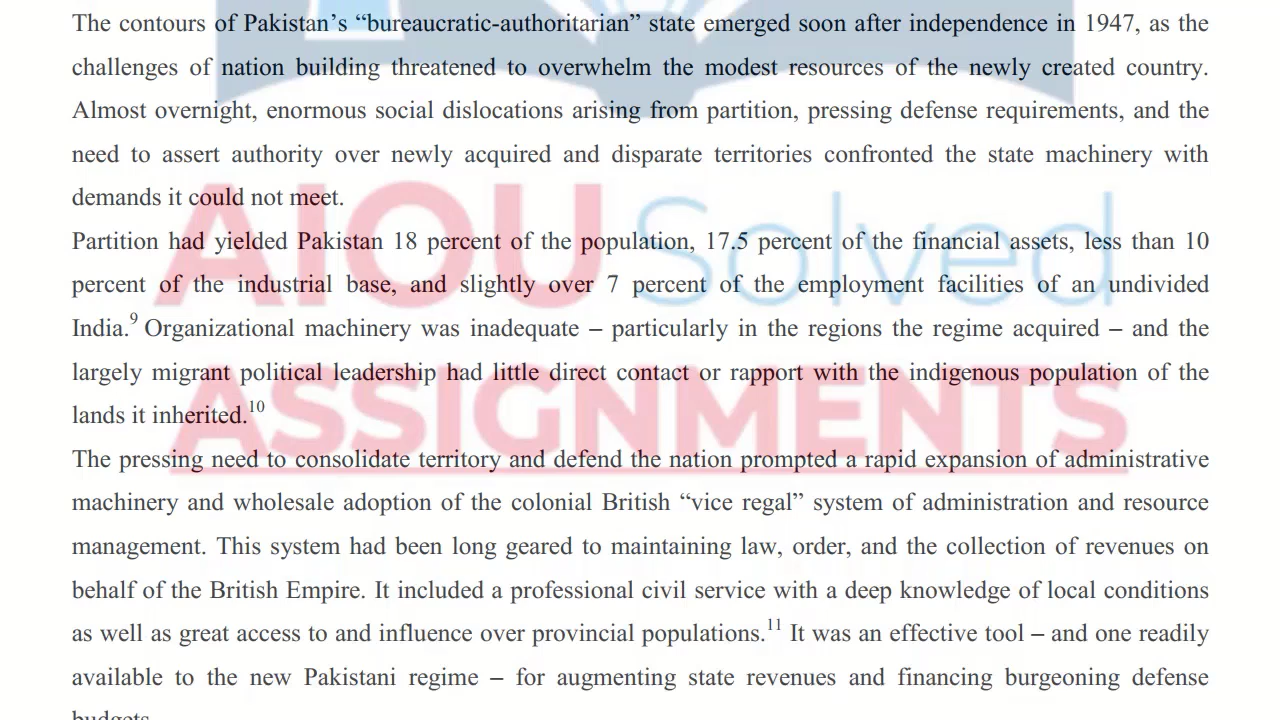 The contours of Pakistan’s “bureaucratic-authoritarian” state emerged soon after independence in 1947, as the
challenges of nation building threatened to overwhelm the modest resources of the newly created country.
Almost overnight, enormous social dislocations arising from partition, pressing defense requirements, and the
need to assert authority over newly acquired and disparate territories confronted the state machinery with
demands it could not meet.
Partition had yielded Pakistan 18 percent of the population, 17.5 percent of the financial assets, less than 10
percent of the industrial base, and slightly over 7 percent of the employment facilities of an undivided
India.9 Organizational machinery was inadequate – particularly in the regions the regime acquired – and the
largely migrant political leadership had little direct contact or rapport with the indigenous population of the
lands it inherited.10
The pressing need to consolidate territory and defend the nation prompted a rapid expansion of administrative
machinery and wholesale adoption of the colonial British “vice regal” system of administration and resource
management. This system had been long geared to maintaining law, order, and the collection of revenues on
behalf of the British Empire. It included a professional civil service with a deep knowledge of local conditions
as well as great access to and influence over provincial populations.11 It was an effective tool – and one readily
available to the new Pakistani regime – for augmenting state revenues and financing burgeoning defense
budgets.
AIOU Solved
ASSIGNMENTS